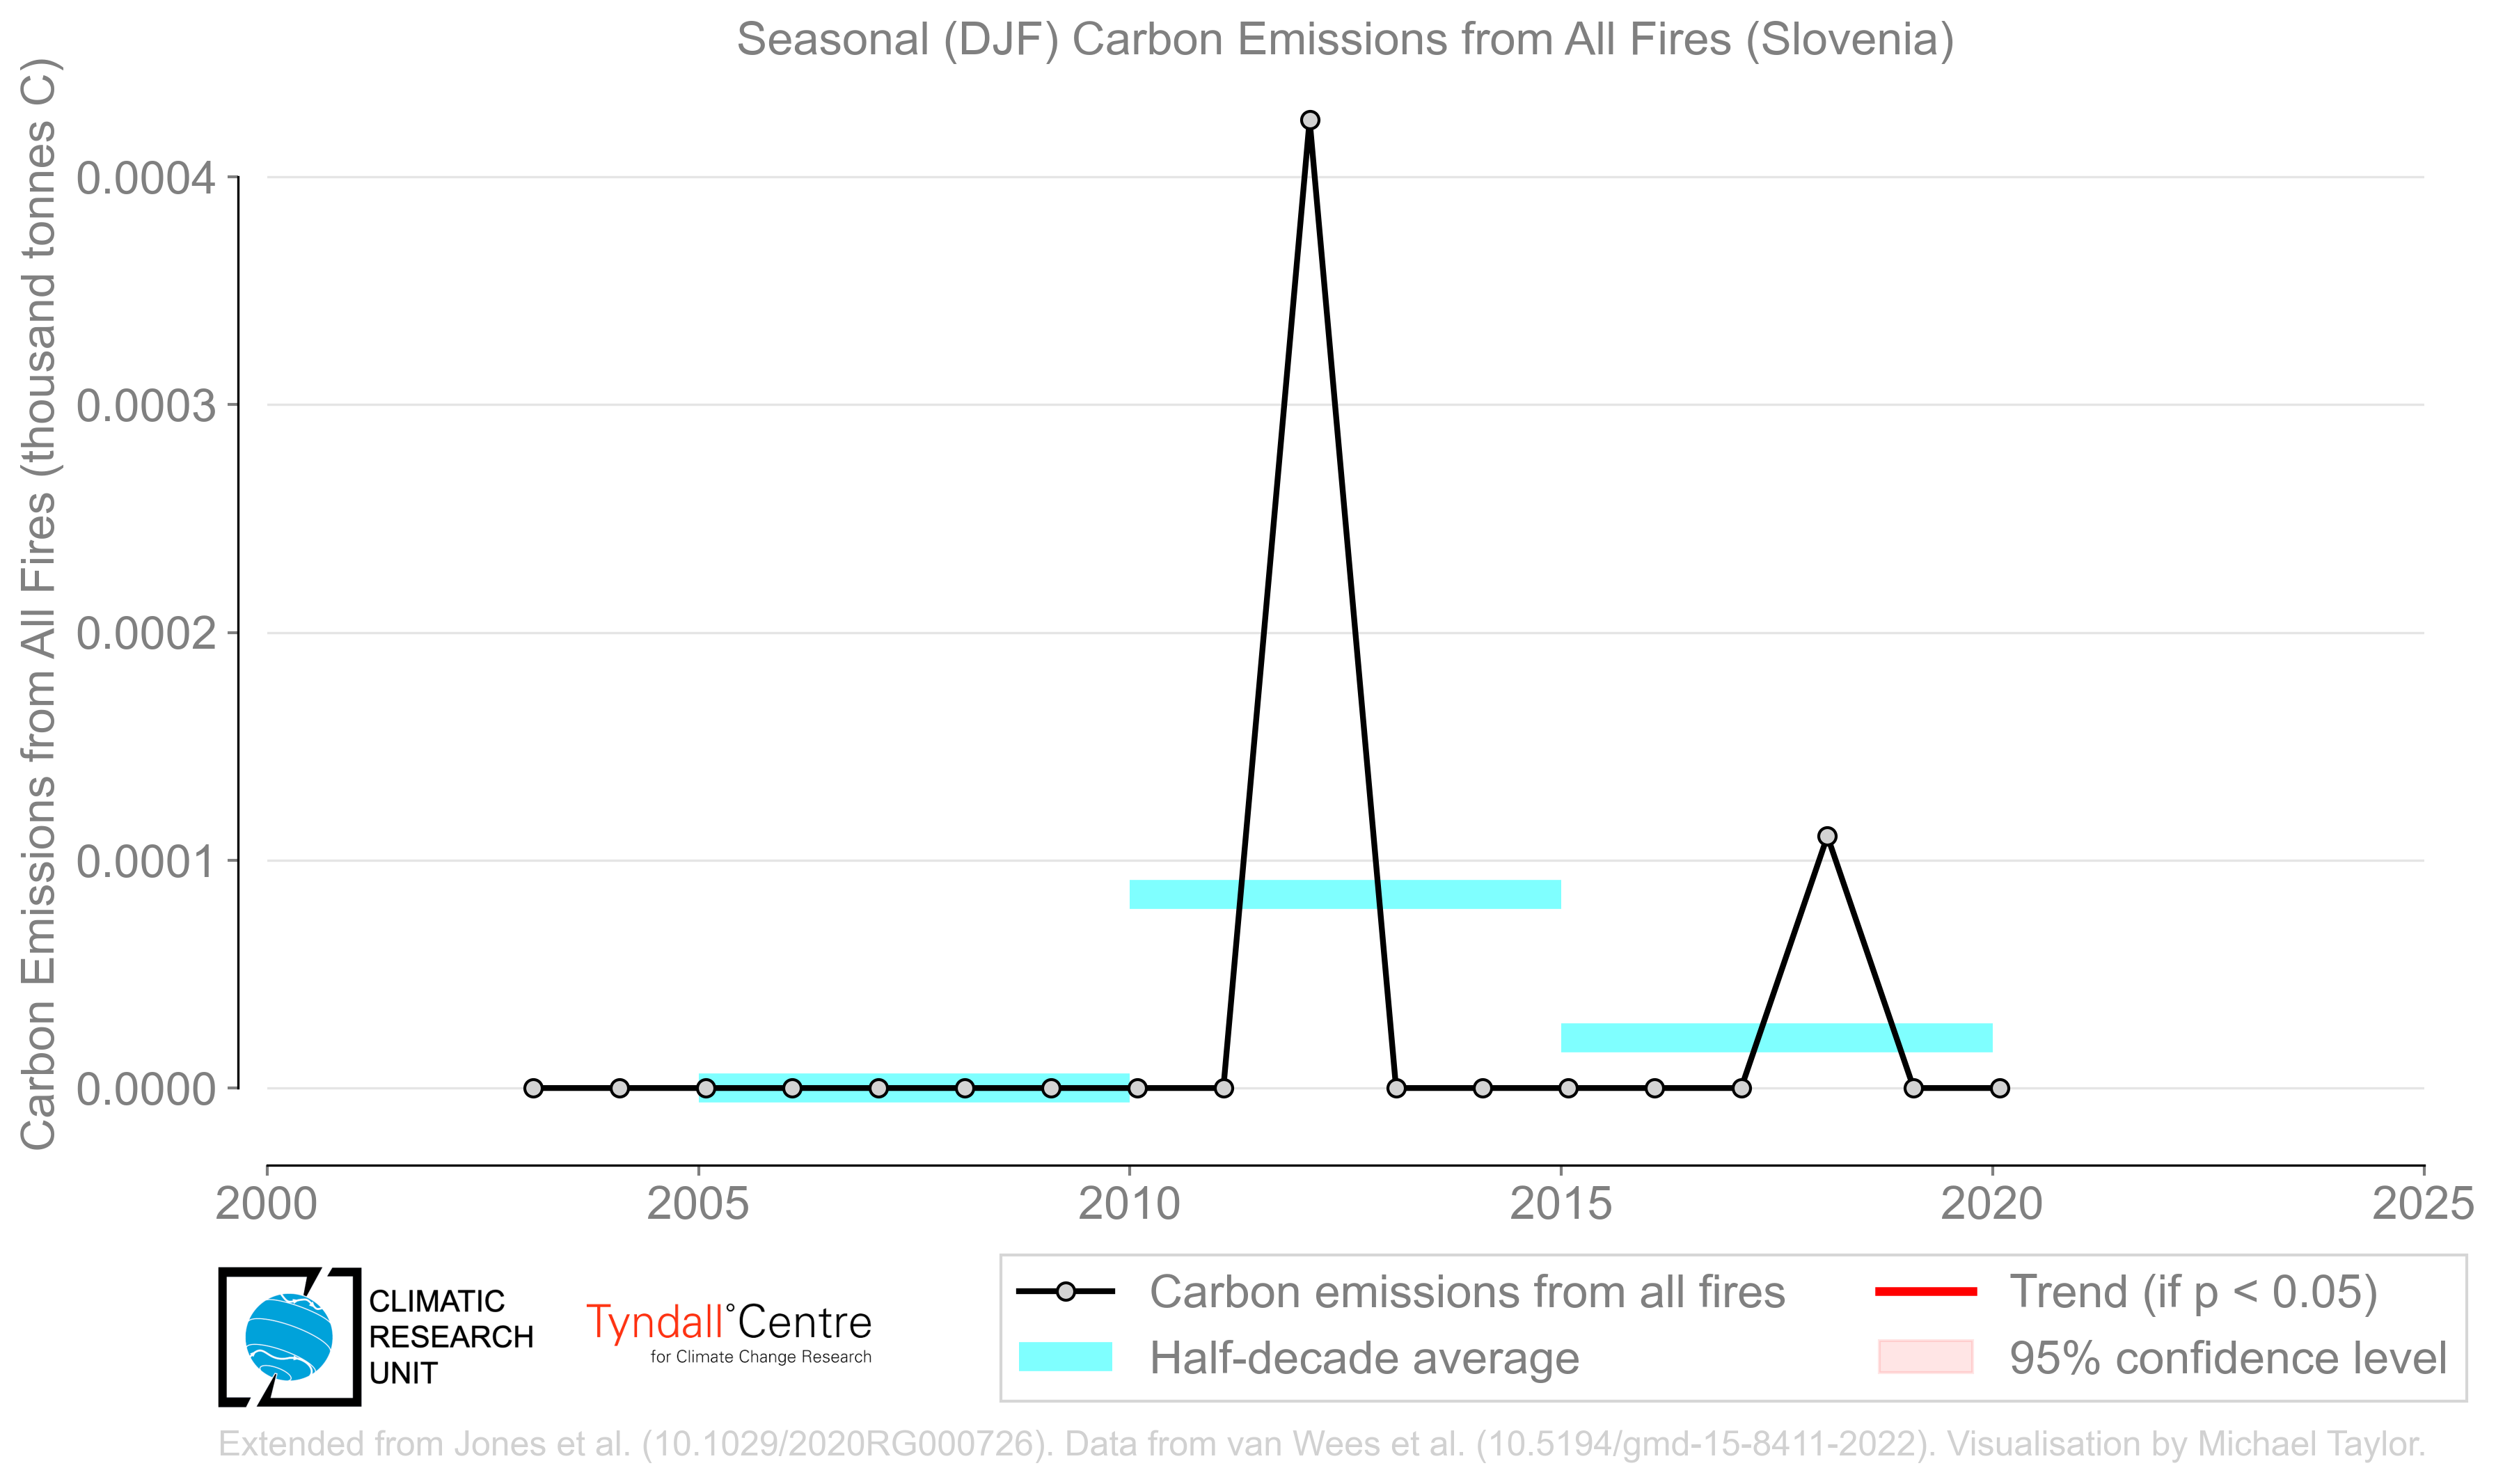 Seasonal (DJF) Carbon Emissions from All Fires (Slovenia)
Carbon Emissions from All Fires (thousand tonnes C)
0.0004
0.0003
0.0002
0.0001
0.0000
2000
2005
2010
2015
2020
2025
CLIMATIC
RESEARCH
UNIT
Tyndall°Centre
for Climate Change Research
Carbon emissions from all fires
Half-decade average
Trend (if p < 0.05)
95% confidence level
Extended from Jones et al. (10.1029/2020RG000726). Data from van Wees et al. (10.5194/gmd-15-8411-2022). Visualisation by Michael Taylor.